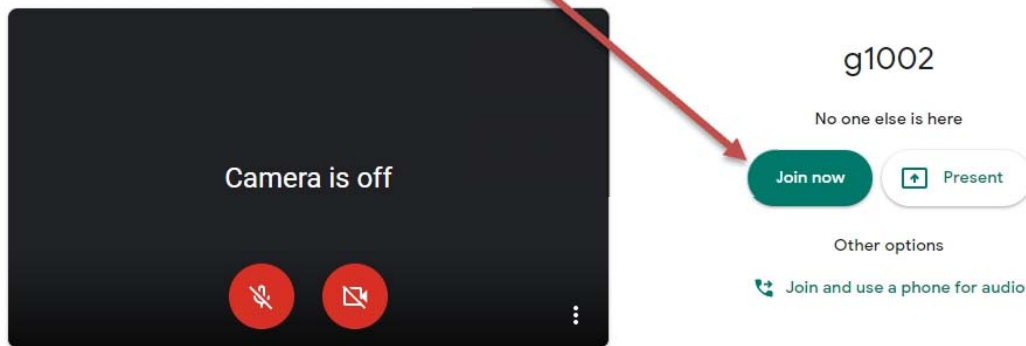 Camera is off
g1002
No one else is here
Join now
Present
Other options
Join and use a phone for audio